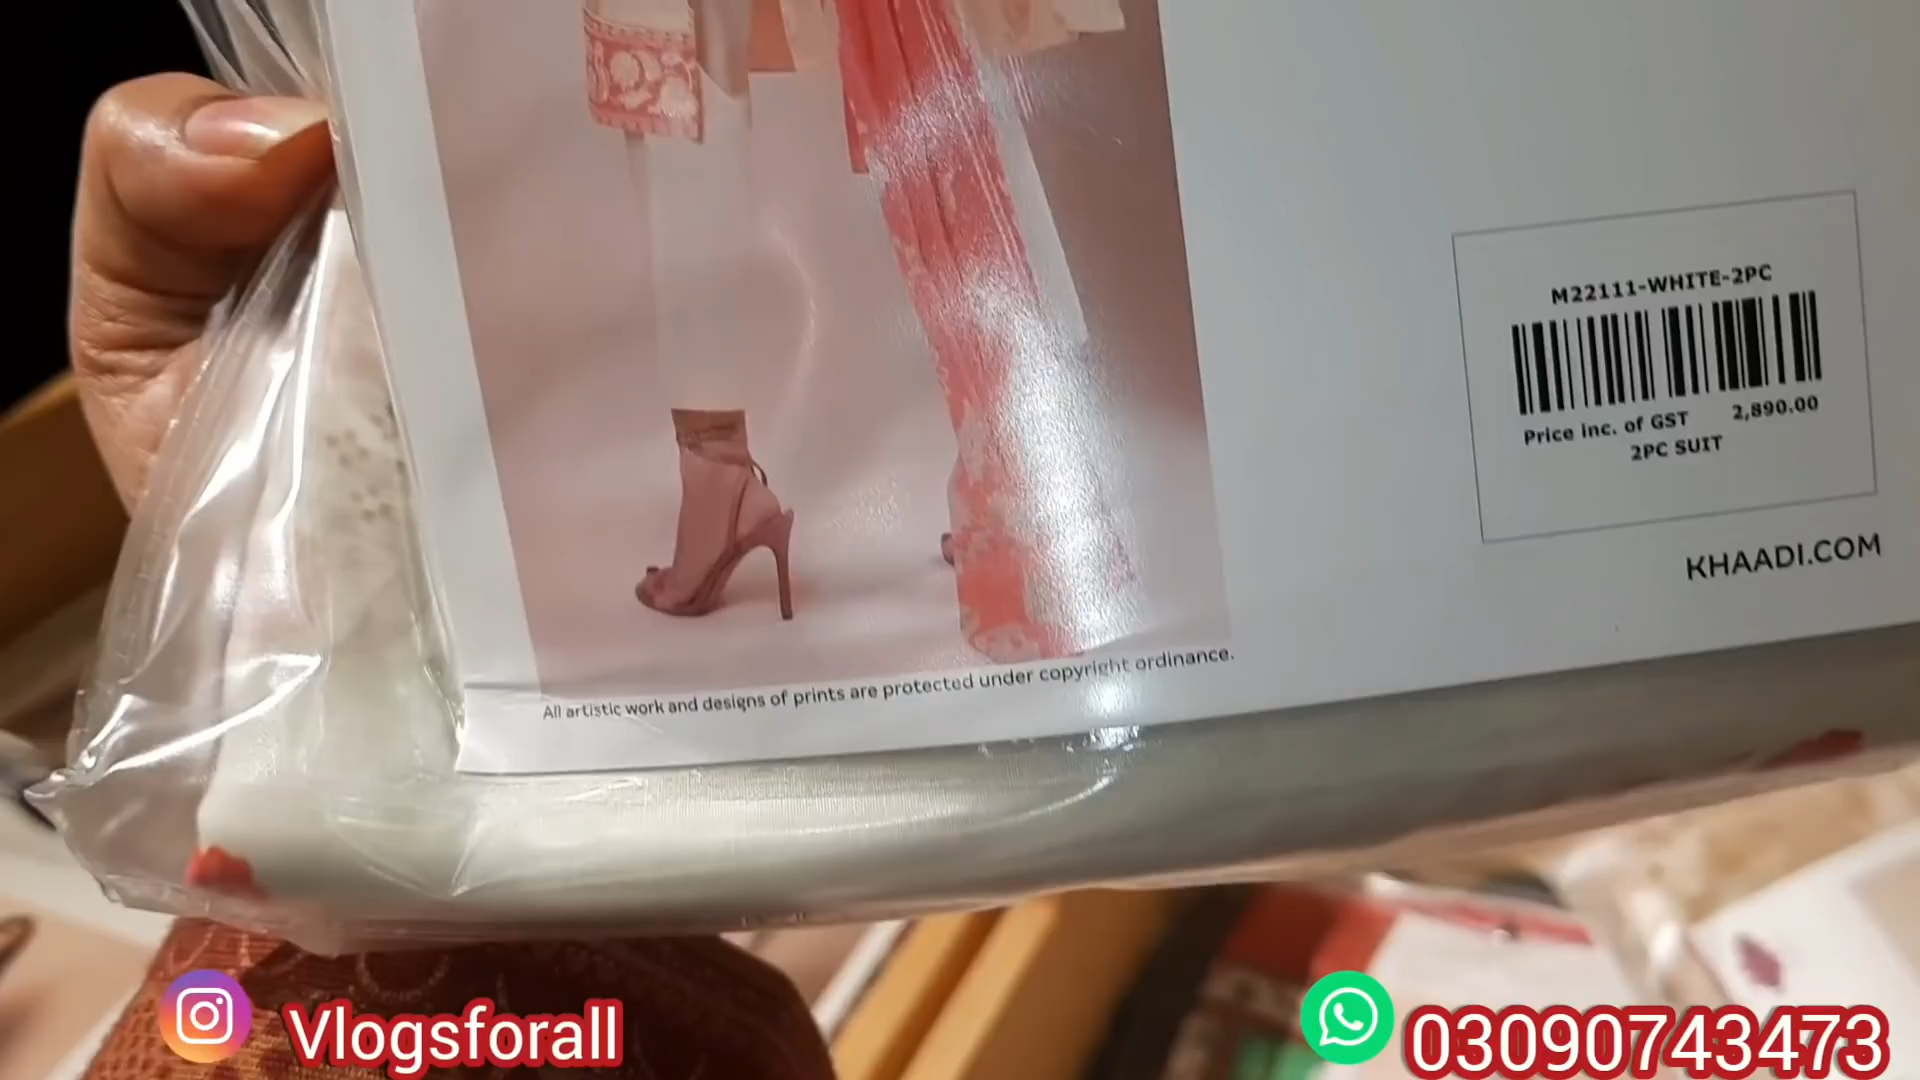 M22111-WHITE-2PC
Price inc. of GST 2,890.00
2PC SUIT
KHAADI.COM
All artistic work and designs of prints are protected under copyright ordinance.
Vlogsforall
03090743473